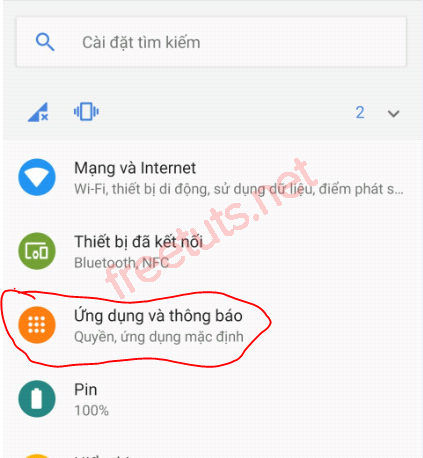 Cài đặt tìm kiếm
2
Mạng và Internet
Wi-Fi, thiết bị di động, sử dụng dữ liệu, điểm phát s...
Thiết bị đã kết nối
Bluetooth, NFC
freetuts.net
Ứng dụng và thông báo
Quyền, ứng dụng mặc định
Pin
100%